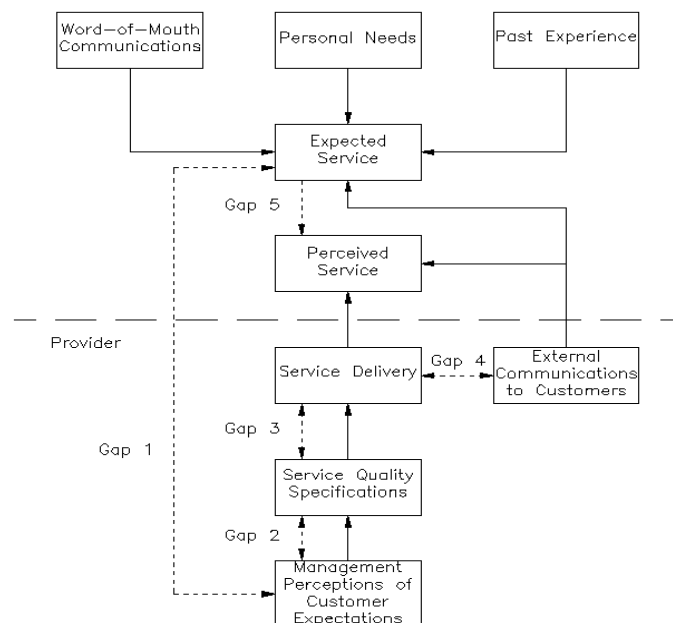 Word-of-Mouth
Communications
Personal Needs
Past Experience
Expected
Service
Gap 5
Perceived
Service
Provider
Service Delivery
Gap 4
External
Communications
to Customers
Gap 3
Gap 1
Service Quality
Specifications
Gap 2
Management
Perceptions of
Customer
Expectations